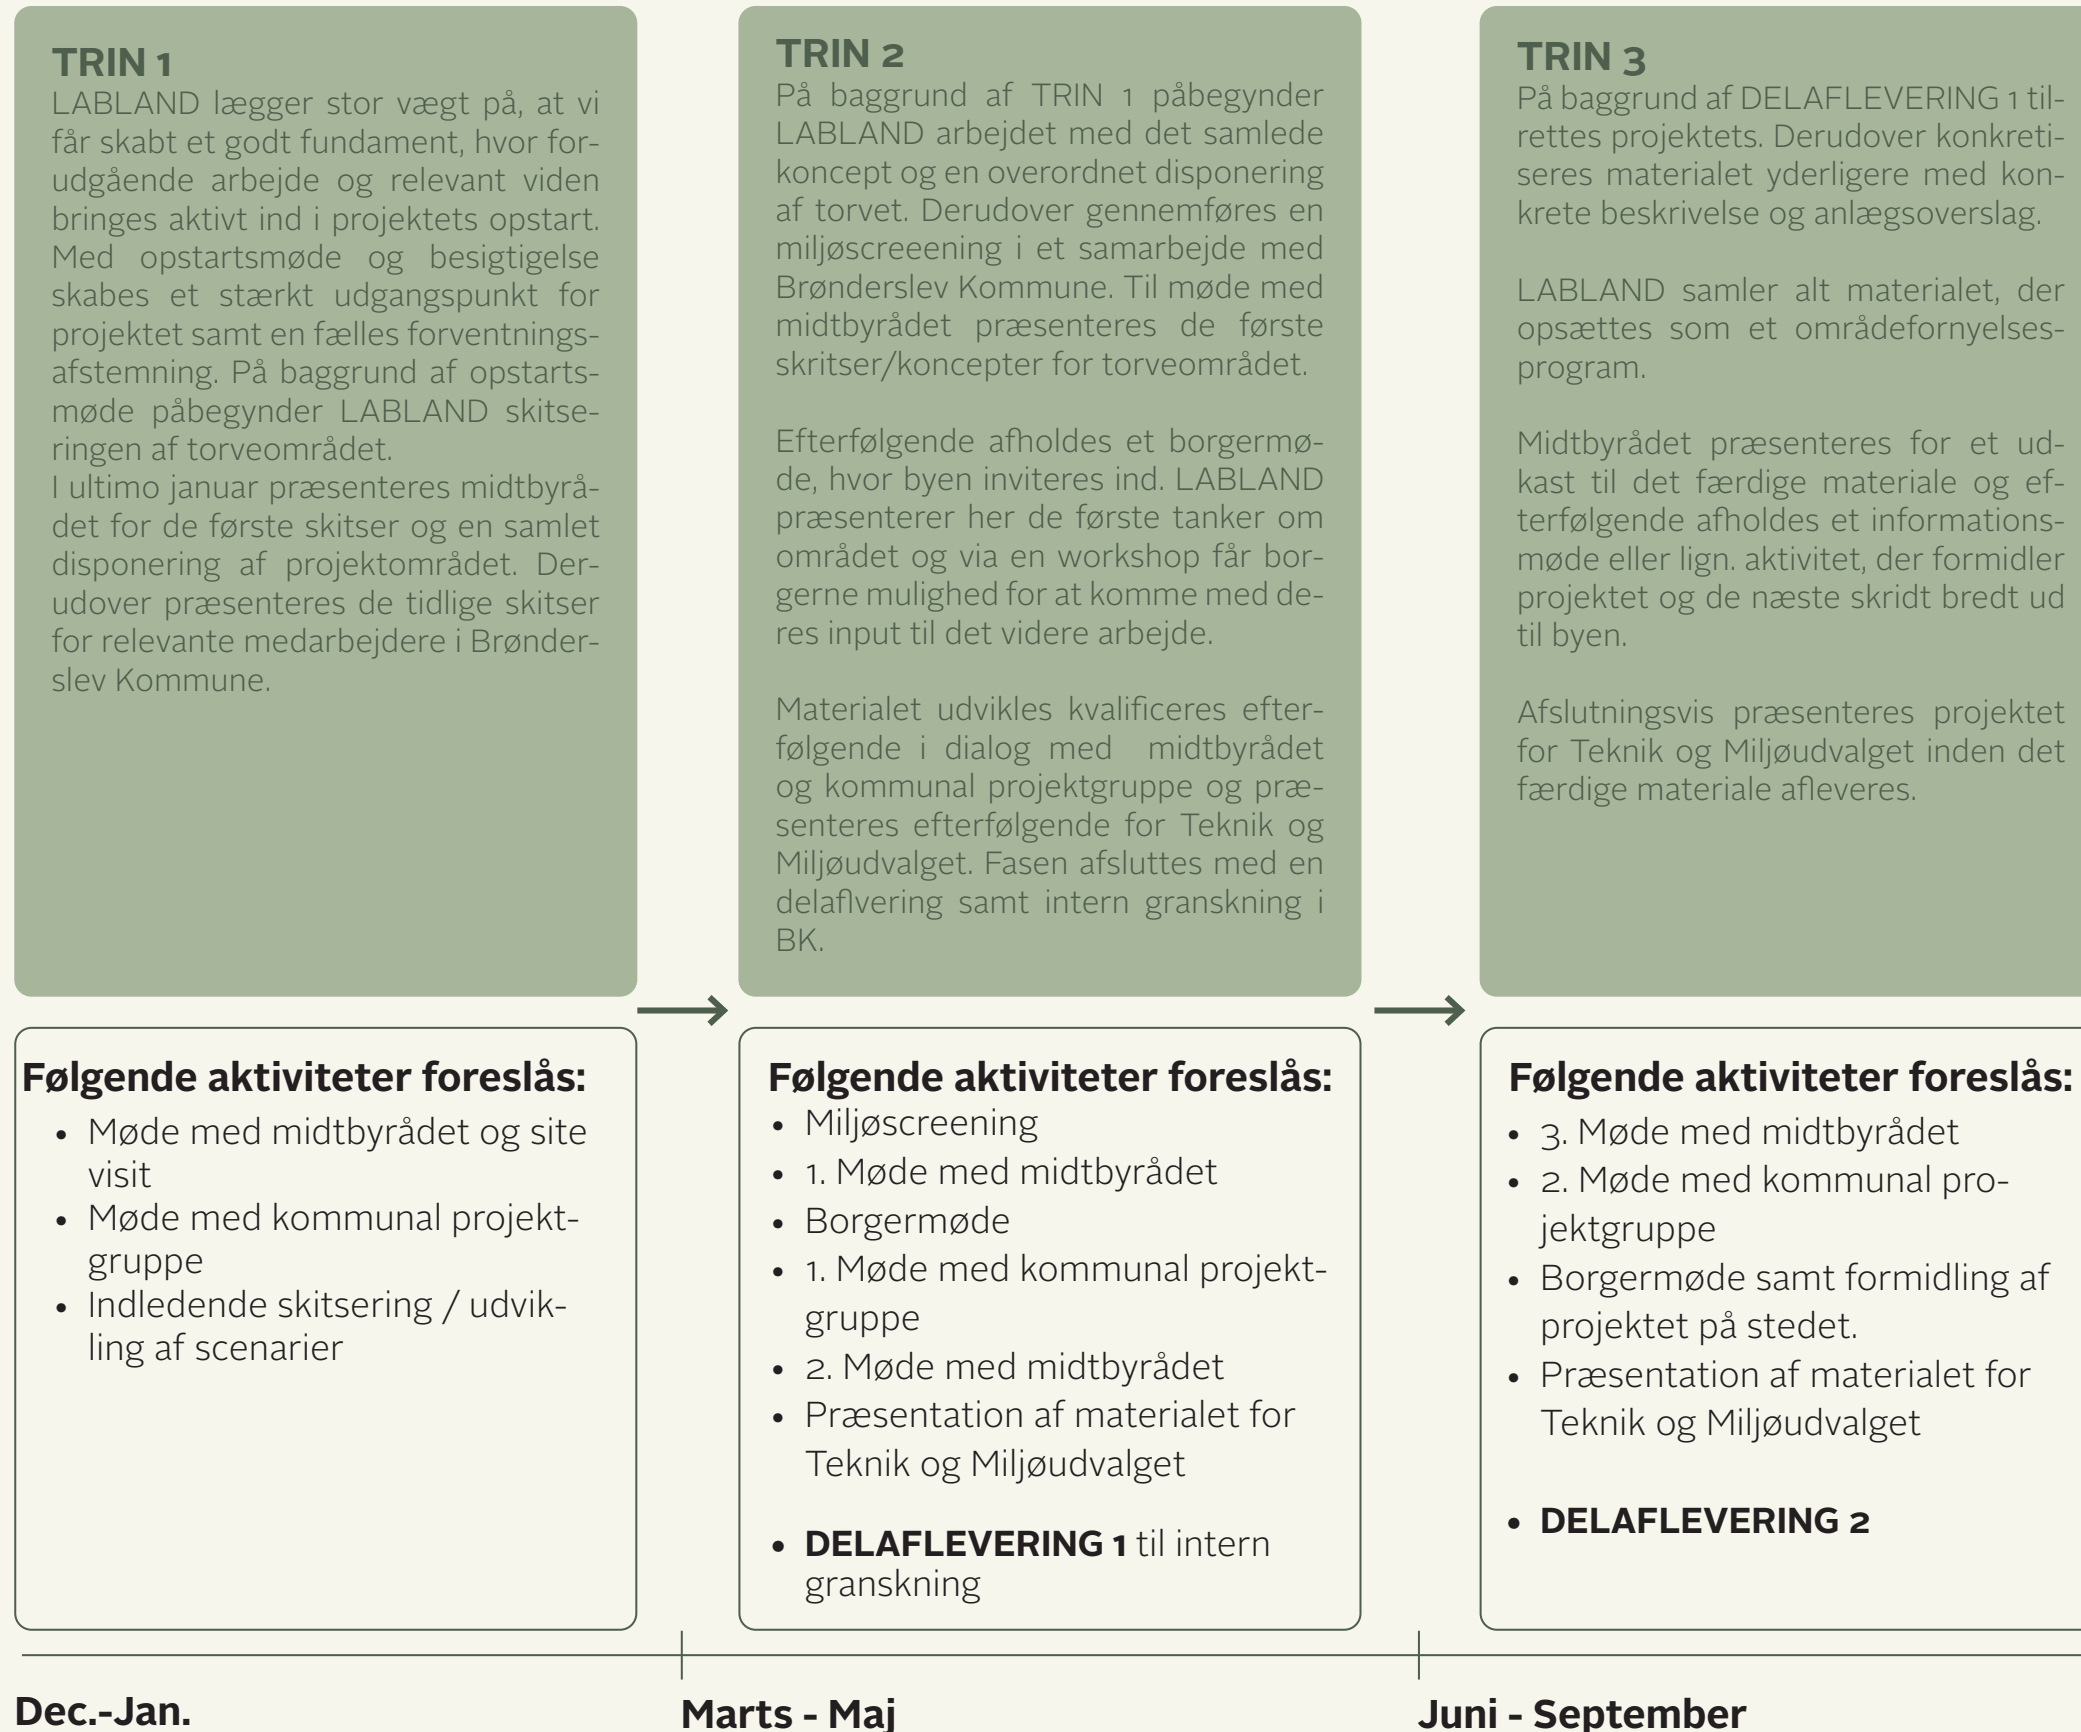 TRIN 1
LABLAND lægger stor vægt på, at vi
får skabt et godt fundament, hvor for-
udgående arbejde og relevant viden
bringes aktivt ind i projektets opstart.
Med opstartsmøde og besigtigelse
skabes et stærkt udgangspunkt for
projektet samt en fælles forventnings-
afstemning. På baggrund af opstarts-
møde påbegynder LABLAND skitse-
ringen af torveområdet.
I ultimo januar præsenteres midtbyrå-
det for de første skitser og en samlet
disponering af projektområdet. Der-
udover præsenteres de tidlige skitser
for relevante medarbejdere i Brønder-
slev Kommune.
TRIN 2
På baggrund af TRIN 1 påbegynder
LABLAND arbejdet med det samlede
koncept og en overordnet disponering
af torvet. Derudover gennemføres en
miljøscreeening i et samarbejde med
Brønderslev Kommune. Til møde med
midtbyrådet præsenteres de første
skritser/koncepter for torveområdet.
Efterfølgende afholdes et borgermø-
de, hvor byen inviteres ind. LABLAND
præsenterer her de første tanker om
området og via en workshop får bor-
gerne mulighed for at komme med de-
res input til det videre arbejde.
Materialet udvikles kvalificeres efter-
følgende i dialog med midtbyrådet
og kommunal projektgruppe og præ-
senteres efterfølgende for Teknik og
Miljøudvalget. Fasen afsluttes med en
delaflvering samt intern granskning i
BK.
TRIN 3
På baggrund af DELAFLEVERING 1 til-
rettes projektets. Derudover konkreti-
seres materialet yderligere med kon-
krete beskrivelse og anlægsoverslag.
LABLAND samler alt materialet, der
opsættes som et områdefornyelses-
program.
Midtbyrådet præsenteres for et ud-
kast til det færdige materiale og ef-
terfølgende afholdes et informations-
møde eller lign. aktivitet, der formidler
projektet og de næste skridt bredt ud
til byen.
Afslutningsvis præsenteres projektet
for Teknik og Miljøudvalget inden det
færdige materiale afleveres.
Følgende aktiviteter foreslås:
• Møde med midtbyrådet og site
visit
• Møde med kommunal projekt-
gruppe
• Indledende skitsering / udvik-
ling af scenarier
Følgende aktiviteter foreslås:
• Miljøscreening
• 1. Møde med midtbyrådet
• Borgermøde
• 1. Møde med kommunal projekt-
gruppe
• 2. Møde med midtbyrådet
• Præsentation af materialet for
Teknik og Miljøudvalget
• DELAFLEVERING 1 til intern
granskning
Følgende aktiviteter foreslås:
• 3. Møde med midtbyrådet
• 2. Møde med kommunal pro-
jektgruppe
• Borgermøde samt formidling af
projektet på stedet.
• Præsentation af materialet for
Teknik og Miljøudvalget
• DELAFLEVERING 2
Dec.-Jan.
Marts - Maj
Juni - September